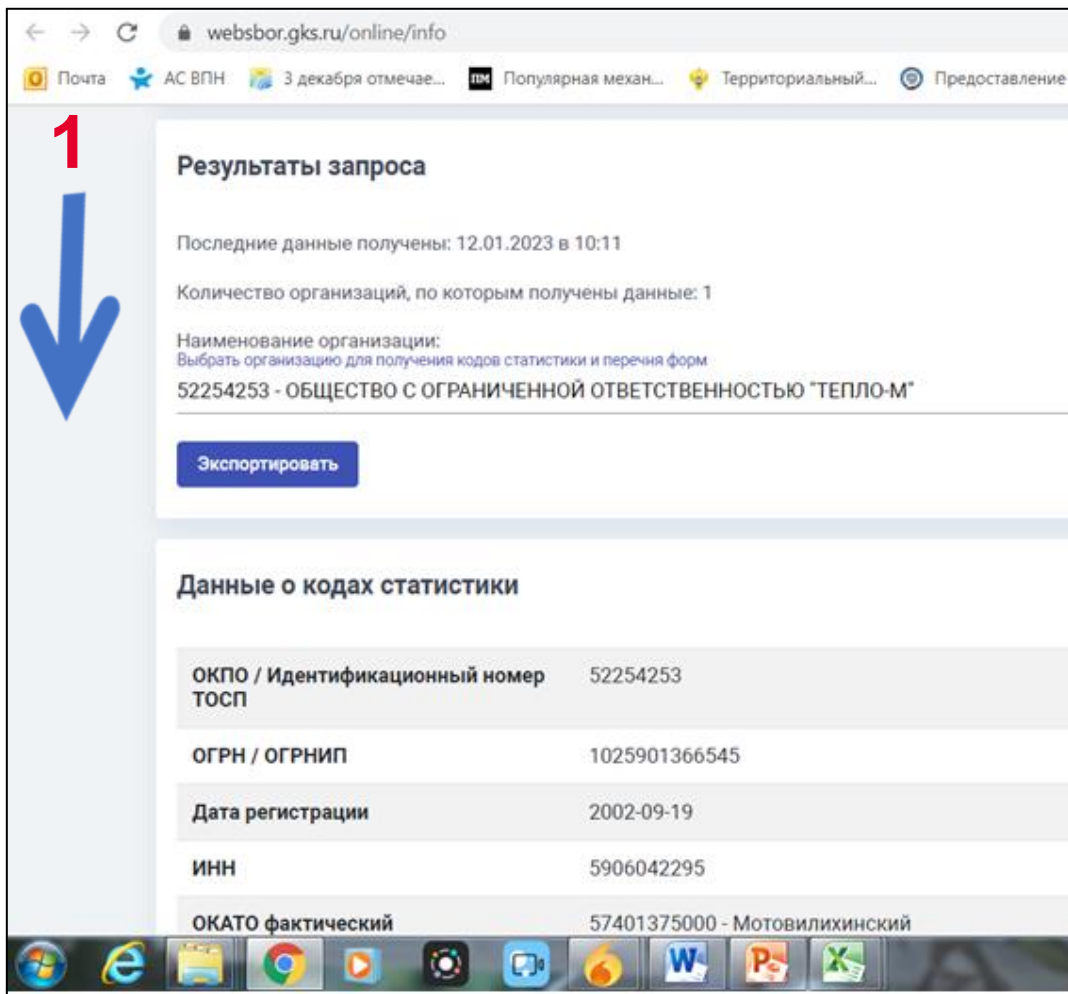 websbor.gks.ru/online/info
Почта АС ВПН 3 декабря отмечае... ПМ Популярная механ... Территориальный... Предоставление
1
Результаты запроса
Последние данные получены: 12.01.2023 в 10:11
Количество организаций, по которым получены данные: 1
Наименование организации:
Выбрать организацию для получения кодов статистики и перечня форм
52254253 - ОБЩЕСТВО С ОГРАНИЧЕННОЙ ОТВЕТСТВЕННОСТЬЮ "ТЕПЛО-М"
Экспортировать
Данные о кодах статистики
ОКПО / Идентификационный номер 52254253
ТОСП
ОГРН / ОГРНИП 1025901366545
Дата регистрации 2002-09-19
ИНН 5906042295
ОКАТО фактический 57401375000 - Мотовилихинский